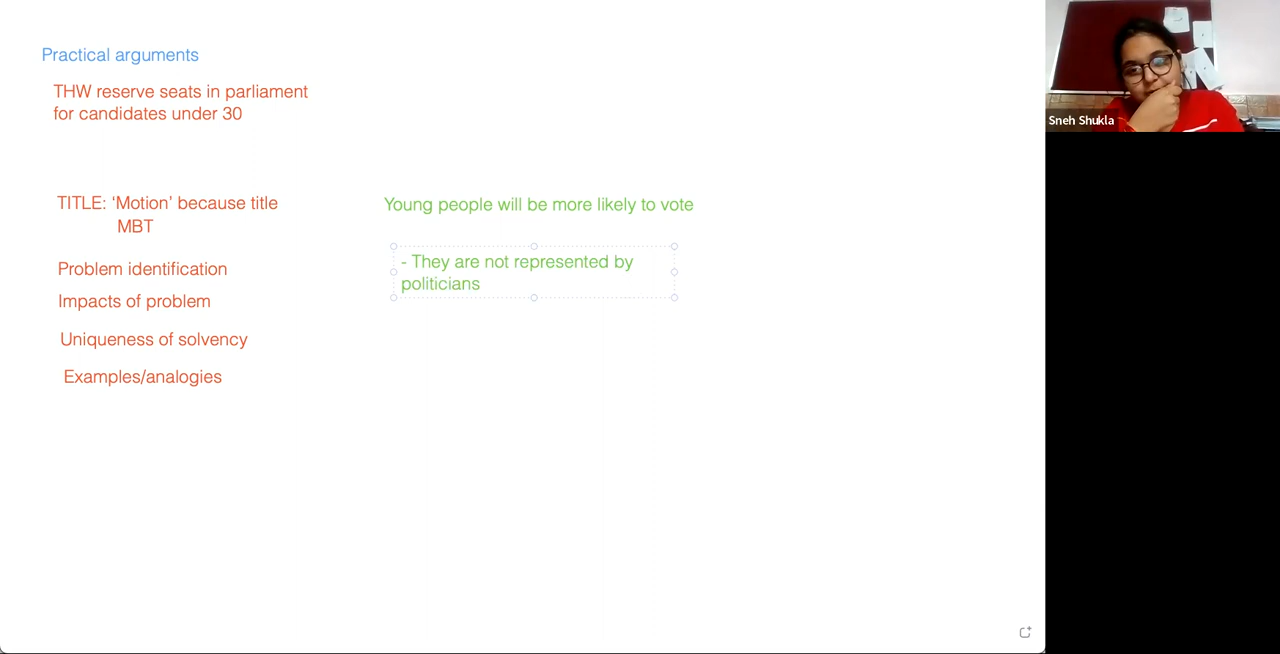 Practical arguments
THW reserve seats in parliament
for candidates under 30
TITLE: ‘Motion’ because title
MBT
Problem identification
Impacts of problem
Uniqueness of solvency
Examples/analogies
Young people will be more likely to vote
- They are not represented by
politicians
Sneh Shukla